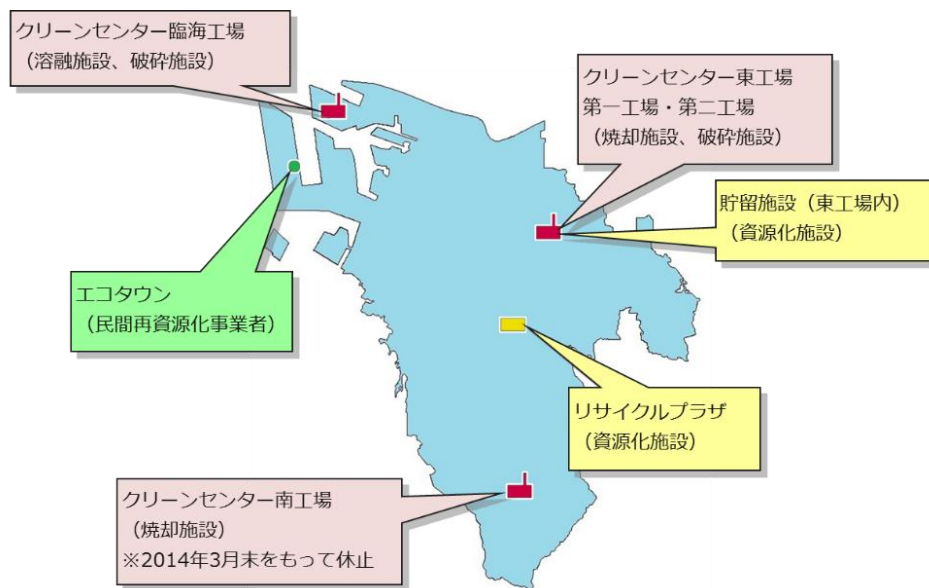 クリーンセンター臨海工場
（溶融施設、破砕施設）
クリーンセンター東工場
第一工場・第二工場
（焼却施設、破砕施設）
貯留施設（東工場内）
（資源化施設）
エコタウン
（民間再資源化事業者）
リサイクルプラザ
（資源化施設）
クリーンセンター南工場
（焼却施設）
※2014年3月末をもって休止